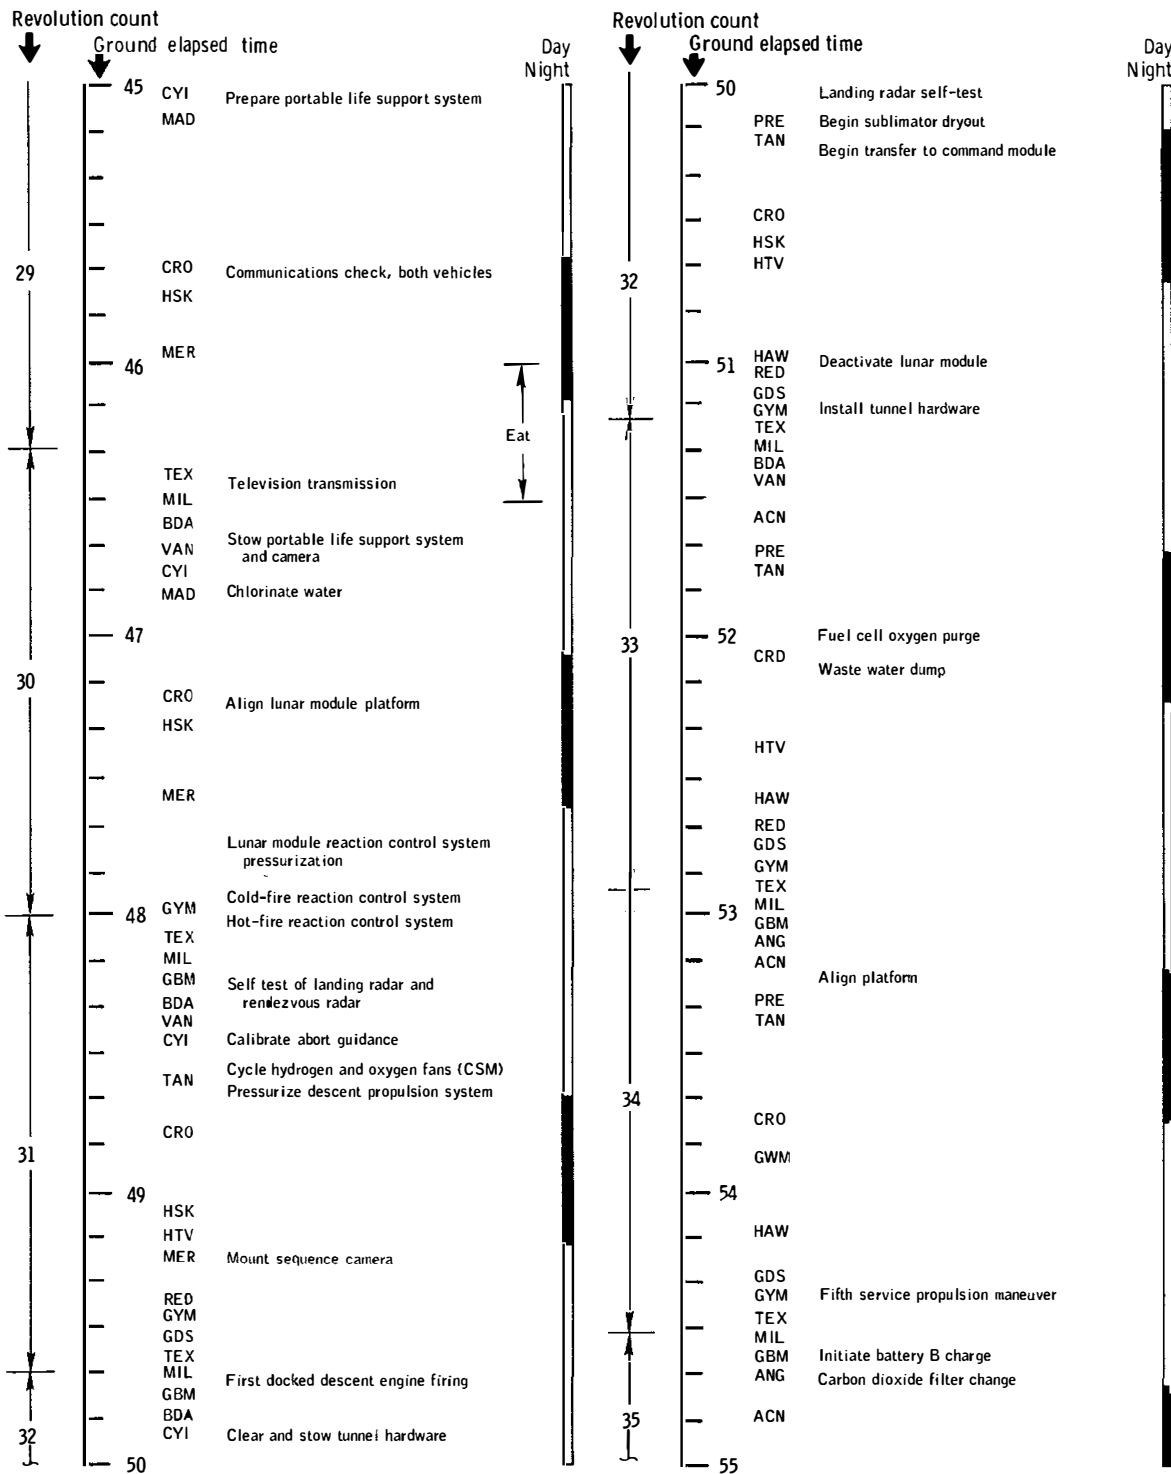 Revolution count
Ground elapsed time
Day
Night
45
CYI Prepare portable life support system
MAD
CRO Communications check, both vehicles
29
HSK
MER
46
Eat
TEX
Television transmission
MIL
BDA
Stow portable life support system
VAN
and camera
CYI
MAD Chlorinate water
47
30
CRO Align lunar module platform
HSK
MER
Lunar module reaction control system
pressurization
Cold-fire reaction control system
48 GYM
Hot-fire reaction control system
TEX
MIL
GBM Self test of landing radar and
BDA rendezvous radar
VAN
CYI Calibrate abort guidance
Cycle hydrogen and oxygen fans (CSM)
TAN
Pressurize descent propulsion system
CRO
31
49
HSK
HTV
MER Mount sequence camera
RED
GYM
GDS
TEX
MIL
First docked descent engine firing
GBM
BDA
32 CYI Clear and stow tunnel hardware
50
Revolution count
Ground elapsed time
Day
Night
50 Landing radar self-test
PRE Begin sublimator dryout
TAN
Begin transfer to command module
CRO
HSK
HTV
32
HAW
51 Deactivate lunar module
RED
GDS
GYM Install tunnel hardware
TEX
MIL
BDA
VAN
ACN
PRE
TAN
52 Fuel cell oxygen purge
33
CRD
Waste water dump
HTV
HAW
RED
GDS
GYM
TEX
MIL
53
GBM
ANG
ACN
Align platform
PRE
TAN
34
CRO
GWM
54
HAW
GDS
GYM Fifth service propulsion maneuver
TEX
MIL
GBM Initiate battery B charge
ANG Carbon dioxide filter change
35 ACN
55